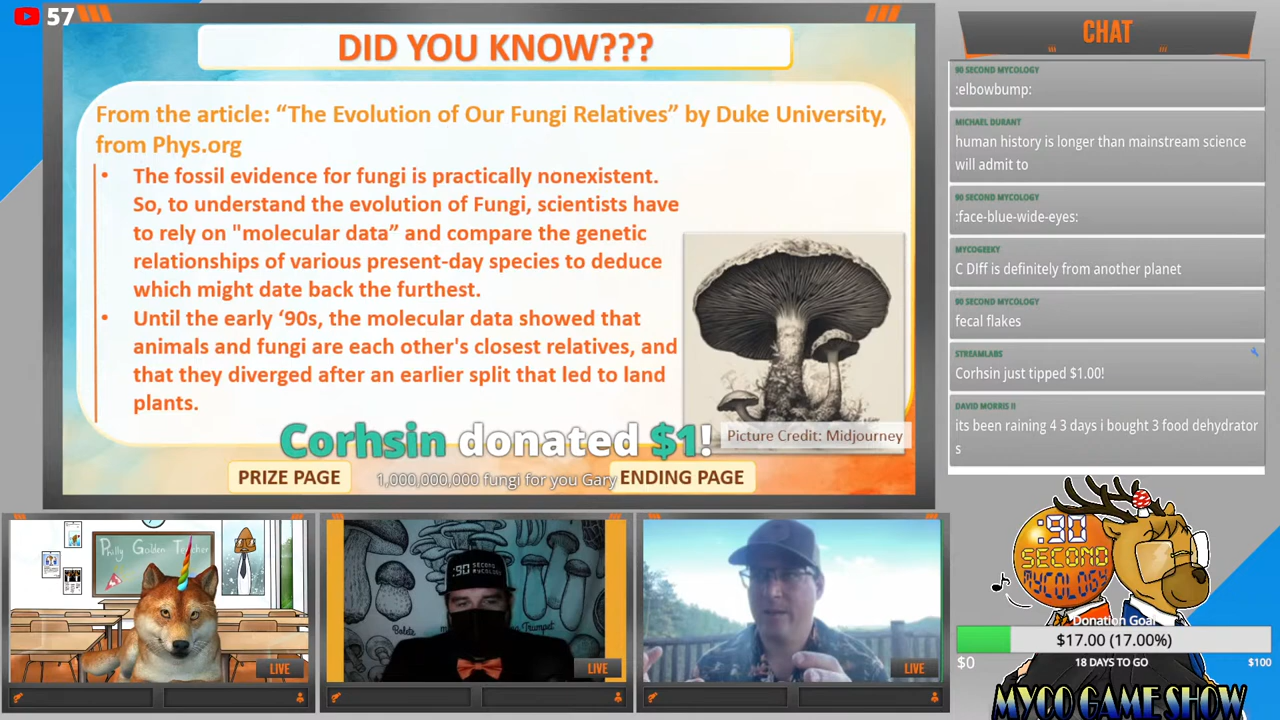 57
DID YOU KNOW???
From the article: “The Evolution of Our Fungi Relatives” by Duke University,
from Phys.org
• The fossil evidence for fungi is practically nonexistent.
So, to understand the evolution of Fungi, scientists have
to rely on "molecular data” and compare the genetic
relationships of various present-day species to deduce
which might date back the furthest.
• Until the early ‘90s, the molecular data showed that
animals and fungi are each other's closest relatives, and
that they diverged after an earlier split that led to land
plants.
Picture Credit: Midjourney
Corhsin donated $1!
1,000,000,000 fungi for you Gary
PRIZE PAGE
ENDING PAGE
CHAT
90 SECOND MYCOLOGY
:elbowbump:
MICHAEL DURANT
human history is longer than mainstream science
will admit to
90 SECOND MYCOLOGY
:face-blue-wide-eyes:
MYCOGEEKY
C DIff is definitely from another planet
90 SECOND MYCOLOGY
fecal flakes
STREAMLABS
Corhsin just tipped $1.00!
DAVID MORRIS II
its been raining 4 3 days i bought 3 food dehydrator
s
Philly Golden Teacher
LIVE
:90 SECOND
MYCOLOGY
Bolete
Trumpet
LIVE
LIVE
:90
SECOND
MYCOLOGY
Donation Goal
$17.00 (17.00%)
$0
18 DAYS TO GO
$100
MYCO GAME SHOW